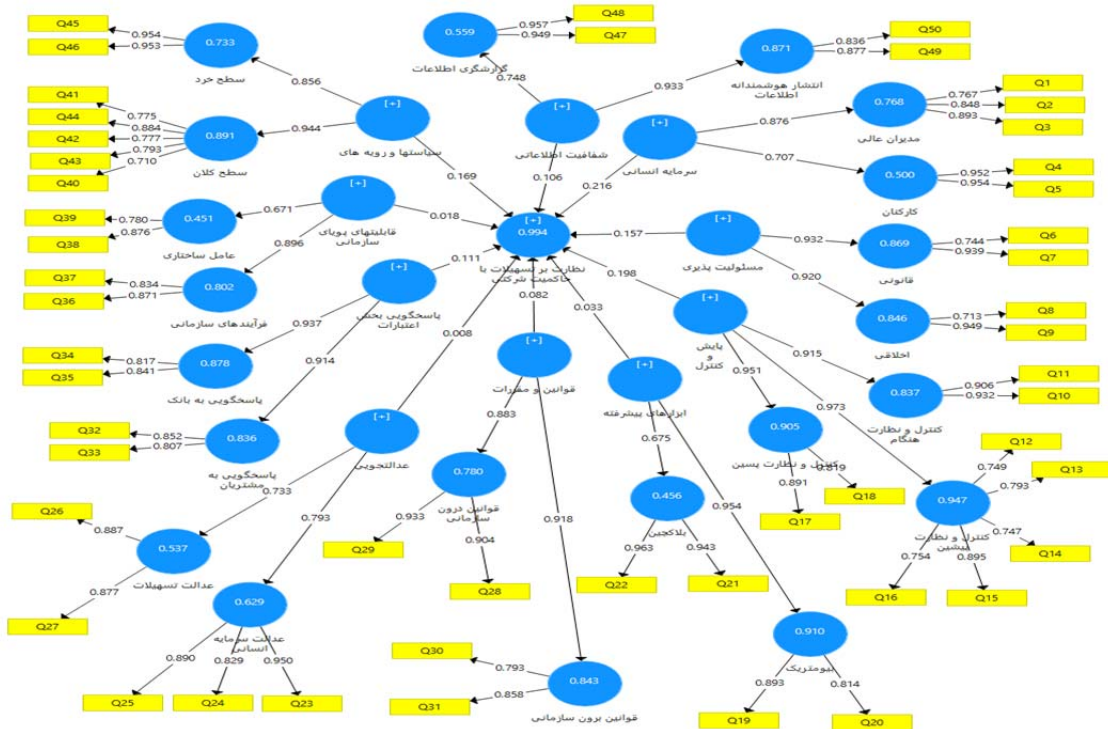 Q45
0.954
0.953
Q46
0.733
سطح خرد
0.856
Q48
0.957
0.949
Q47
0.559
گزارشگری اطلاعات
0.748
Q50
0.836
0.877
Q49
0.871
انتشار هوشمندانه
اطلاعات
0.933
Q41
Q44
Q42
Q43
Q40
0.775
0.884
0.777
0.793
0.710
0.891
سطح کلان
0.944
[+]
سیاستها و رویه های
0.169
[+]
شفافیت اطلاعاتی
0.106
[+]
سرمایه انسانی
0.216
0.876
0.768
مدیران عالی
0.767
0.848
0.893
Q1
Q2
Q3
0.707
0.500
کارکنان
0.952
0.954
Q4
Q5
Q39
0.780
0.876
Q38
0.451
عامل ساختاری
0.671
[+]
قابلیتهای پویای
سازمانی
0.018
0.896
Q37
0.834
0.871
Q36
0.802
فرآیندهای سازمانی
[+]
0.994
نظارت بر تسهیلات با
حاکمیت شرکتی
0.157
[+]
مسئولیت پذیری
0.932
0.869
قانونی
0.744
0.939
Q6
Q7
0.920
0.846
اخلاقی
0.713
0.949
Q8
Q9
[+]
پاسخگویی بخش
اعتبارات
0.111
0.937
Q34
0.817
0.841
Q35
0.878
پاسخگویی به بانک
0.914
Q32
0.852
0.807
Q33
0.836
پاسخگویی به
مشتریان
0.198
[+]
پایش
و
کنترل
0.915
0.837
کنترل و نظارت
هنگام
0.906
0.932
Q11
Q10
0.951
0.905
کنترل و نظارت پسین
0.891
0.819
Q17
Q18
0.973
0.947
کنترل و نظارت
پیشین
0.749
0.793
0.747
0.895
0.754
Q12
Q13
Q14
Q15
Q16
0.008
[+]
عدالتجویی
0.733
0.537
عدالت تسهیلات
0.887
0.877
Q26
Q27
0.793
0.629
عدالت سرمایه
انسانی
0.890
0.829
0.950
Q25
Q24
Q23
0.082
[+]
قوانین و مقررات
0.883
0.780
قوانین درون
سازمانی
0.933
0.904
Q29
Q28
0.918
0.843
قوانین برون سازمانی
0.793
0.858
Q30
Q31
0.033
[+]
ابزارهای پیشرفته
0.675
0.456
بلاکچین
0.963
0.943
Q22
Q21
0.954
0.910
بیومتریک
0.893
0.814
Q19
Q20